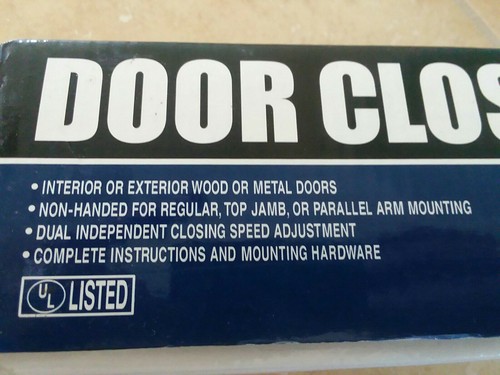 DOOR CLOS
• INTERIOR OR EXTERIOR WOOD OR METAL DOORS
• NON-HANDED FOR REGULAR, TOP JAMB, OR PARALLEL ARM MOUNTING
• DUAL INDEPENDENT CLOSING SPEED ADJUSTMENT
• COMPLETE INSTRUCTIONS AND MOUNTING HARDWARE
UL LISTED